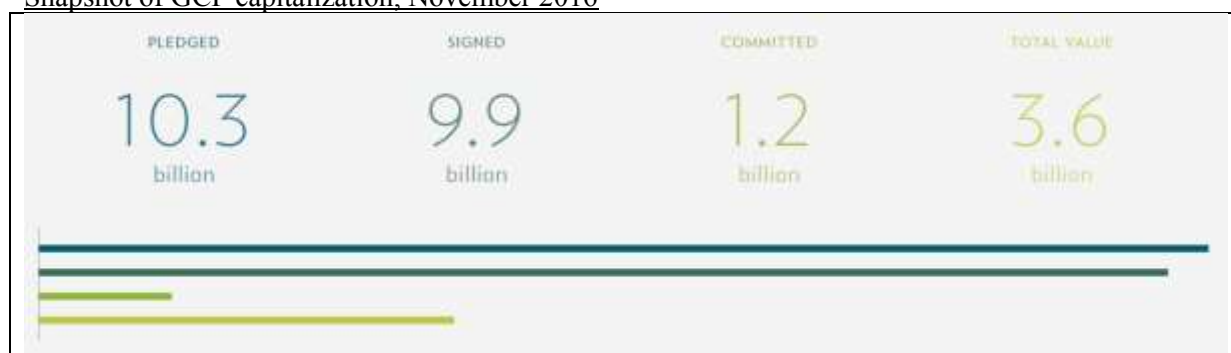 Snapshot of GCF capitalization, November 2016
PLEDGED SIGNED COMMITTED TOTAL VALUE
10.3 9.9 1.2 3.6
billion billion billion billion